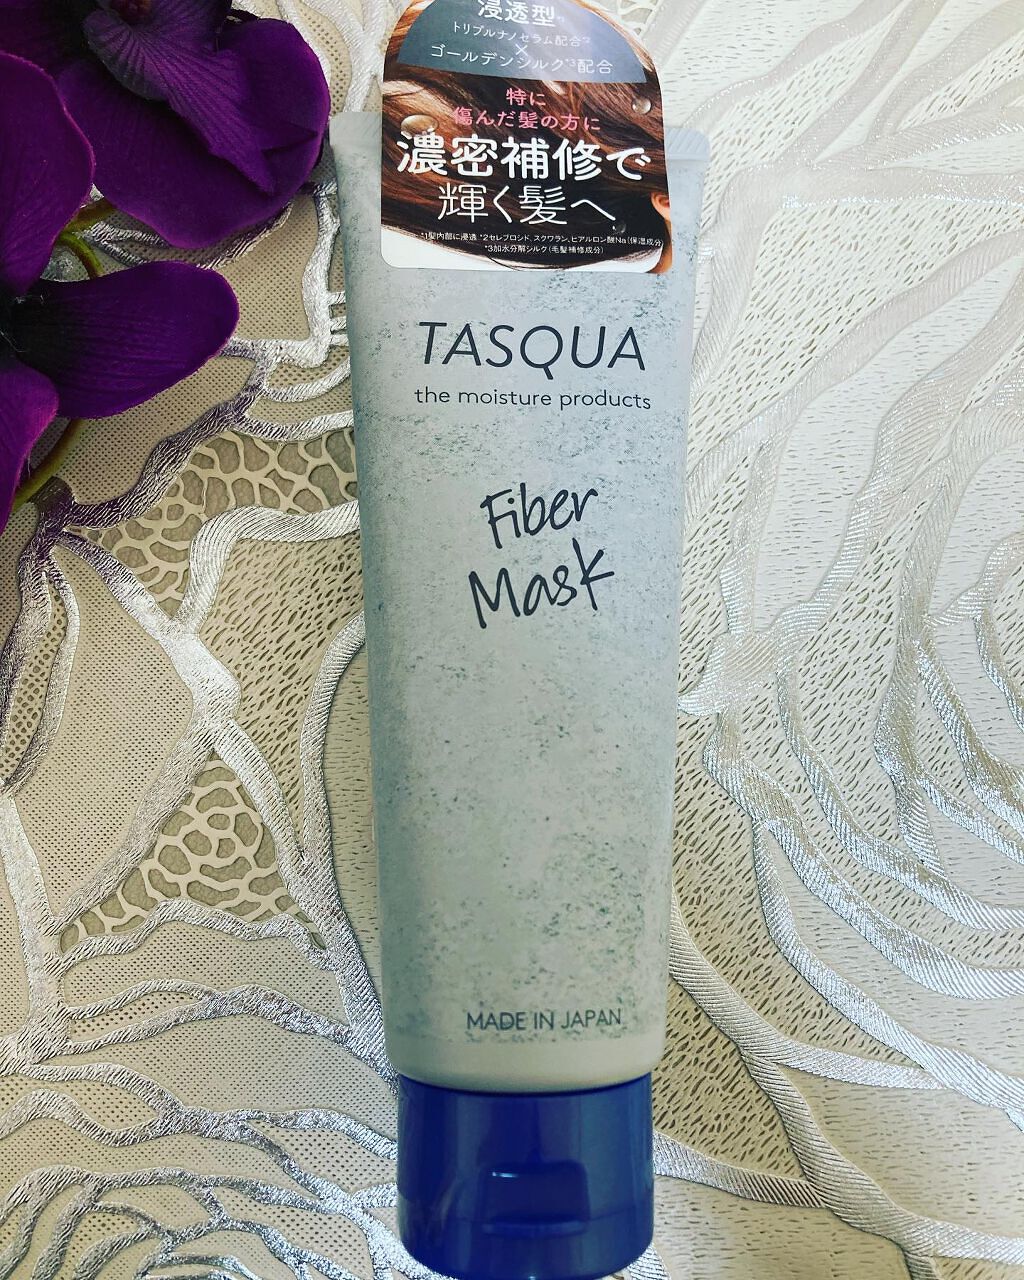 浸透型*1
トリプルナノセラム配合*2
×
ゴールデンシルク*3配合
特に
傷んだ髪の方に
濃密補修で
輝く髪へ
*1髪内部に浸透 *2セレブロシド、スクワラン、ヒアルロン酸Na(保湿成分)
*3加水分解シルク(毛髪補修成分)
TASQUA
the moisture products
Fiber
Mask
MADE IN JAPAN